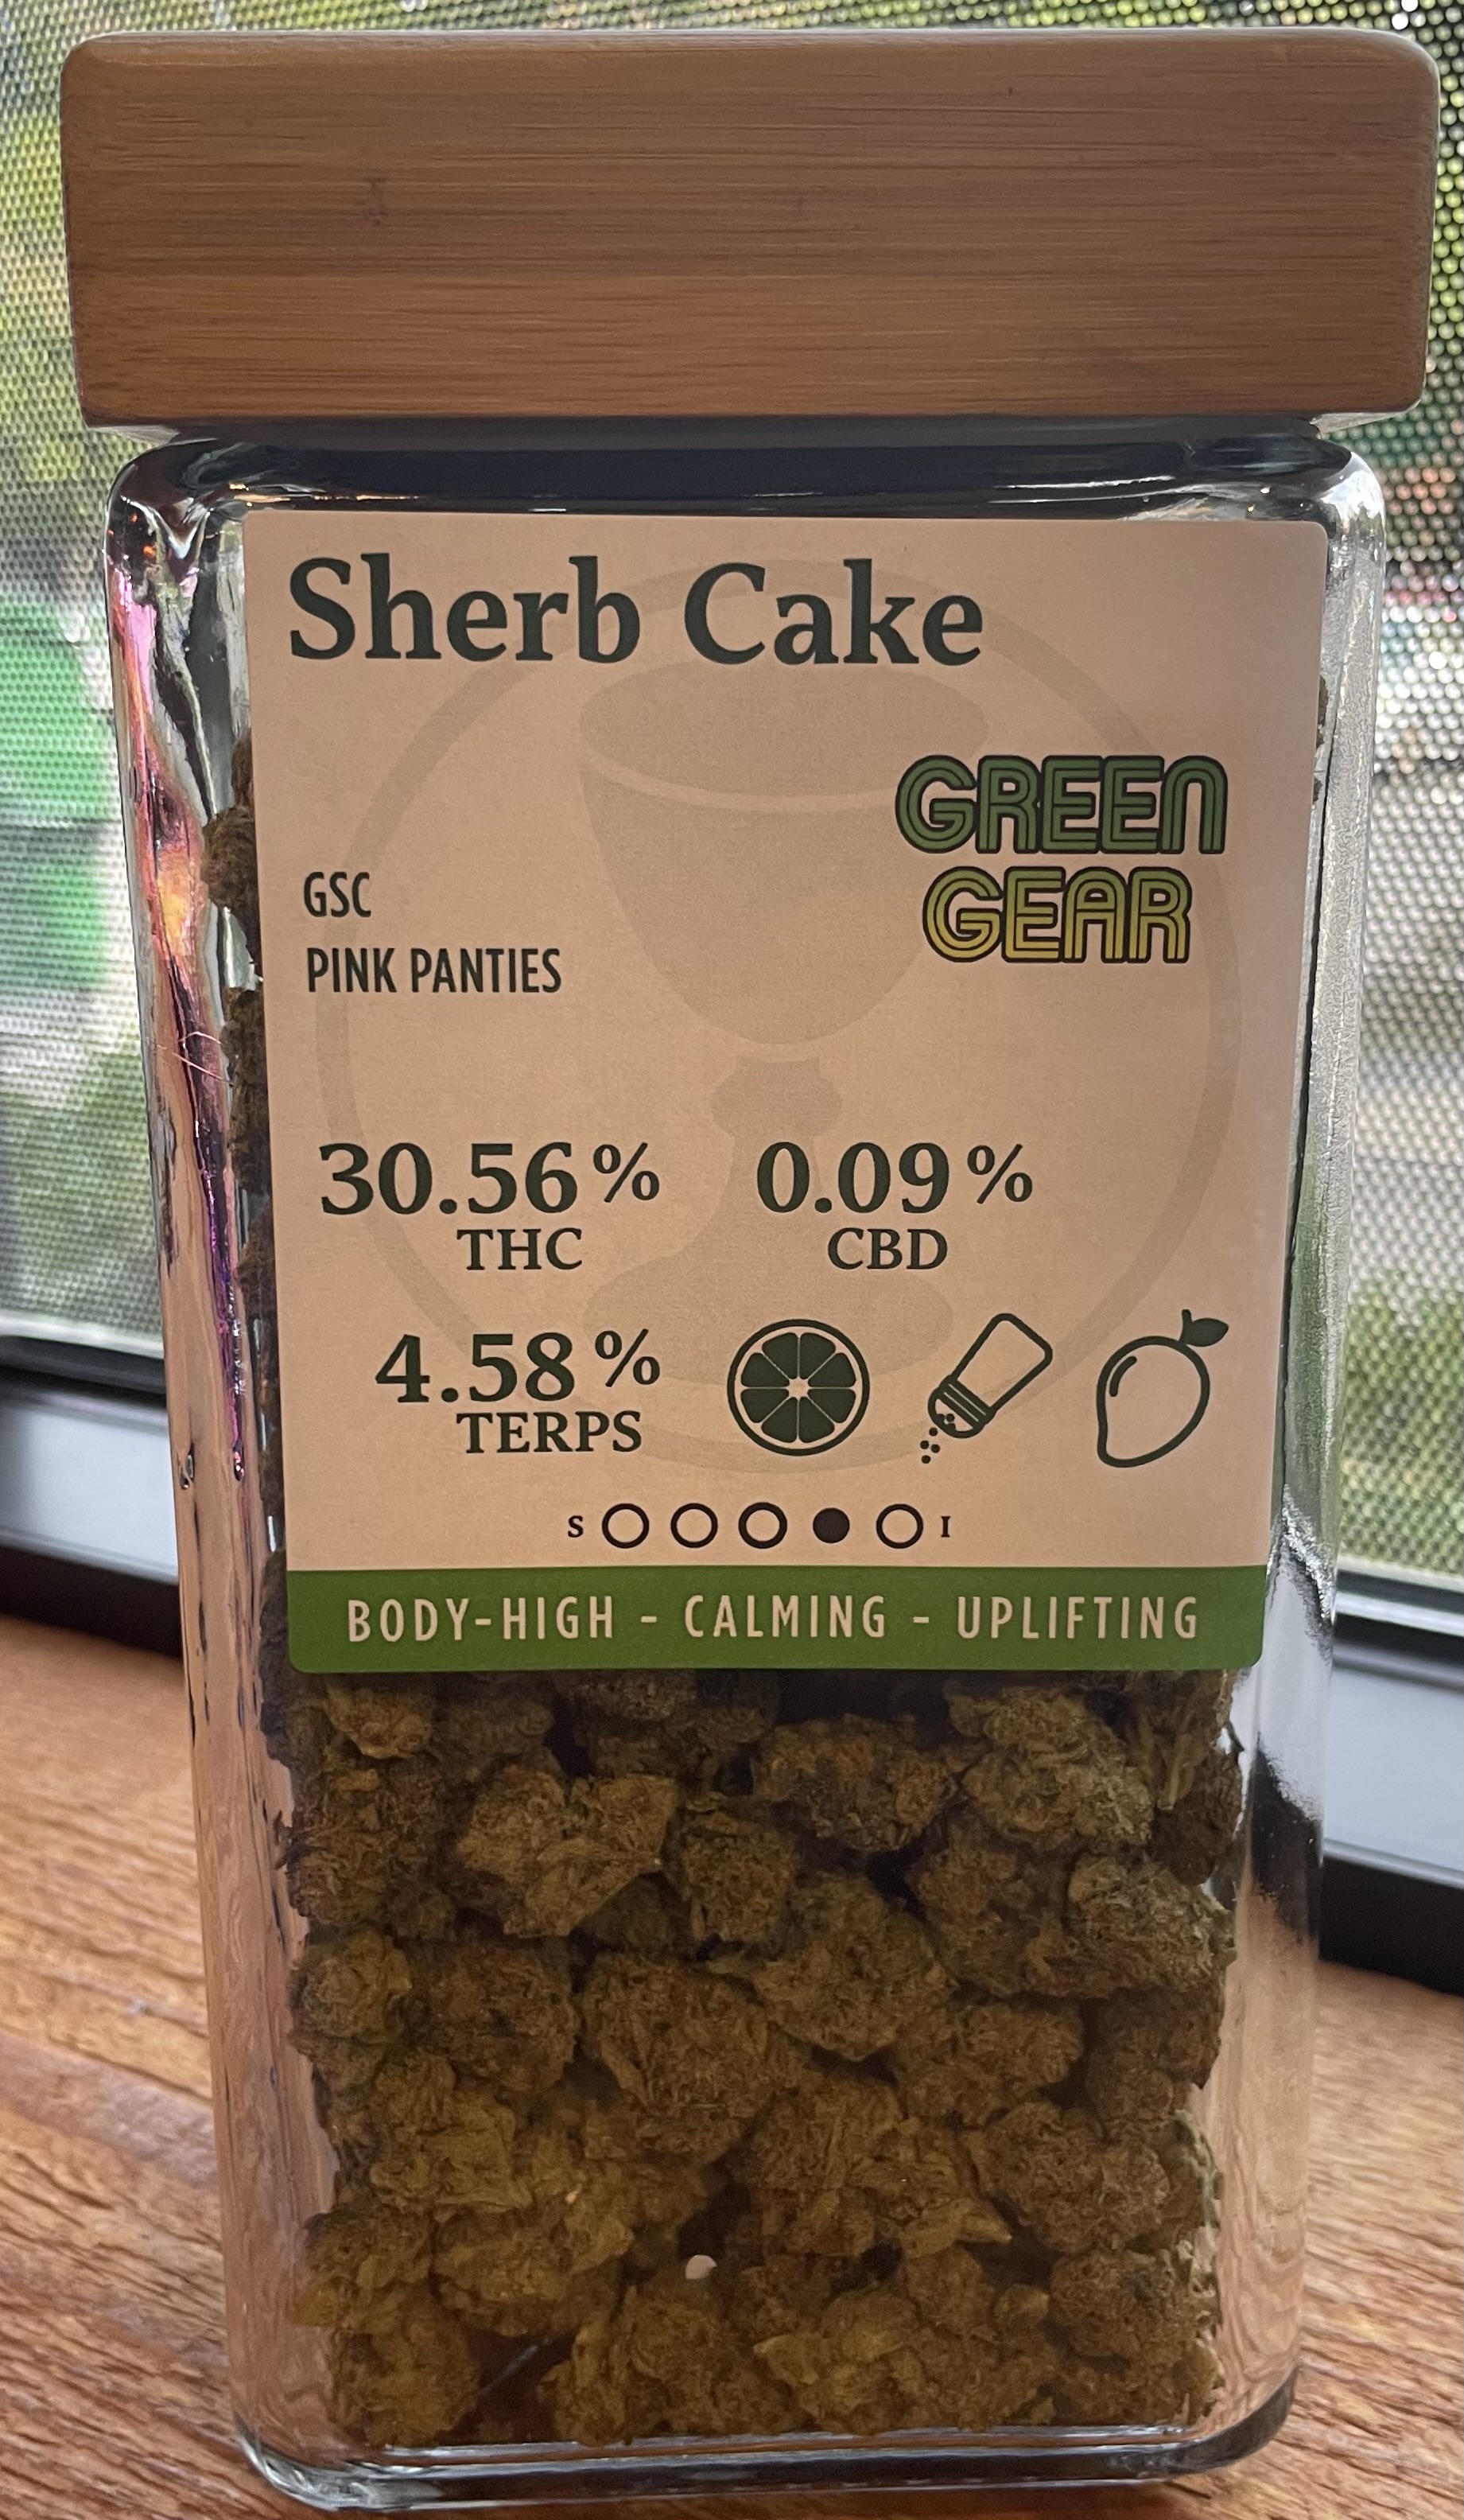 Sherb Cake
GREEN
GEAR
GSC
PINK PANTIES
30.56% 0.09%
THC CBD
4.58%
TERPS
S I
BODY-HIGH - CALMING - UPLIFTING